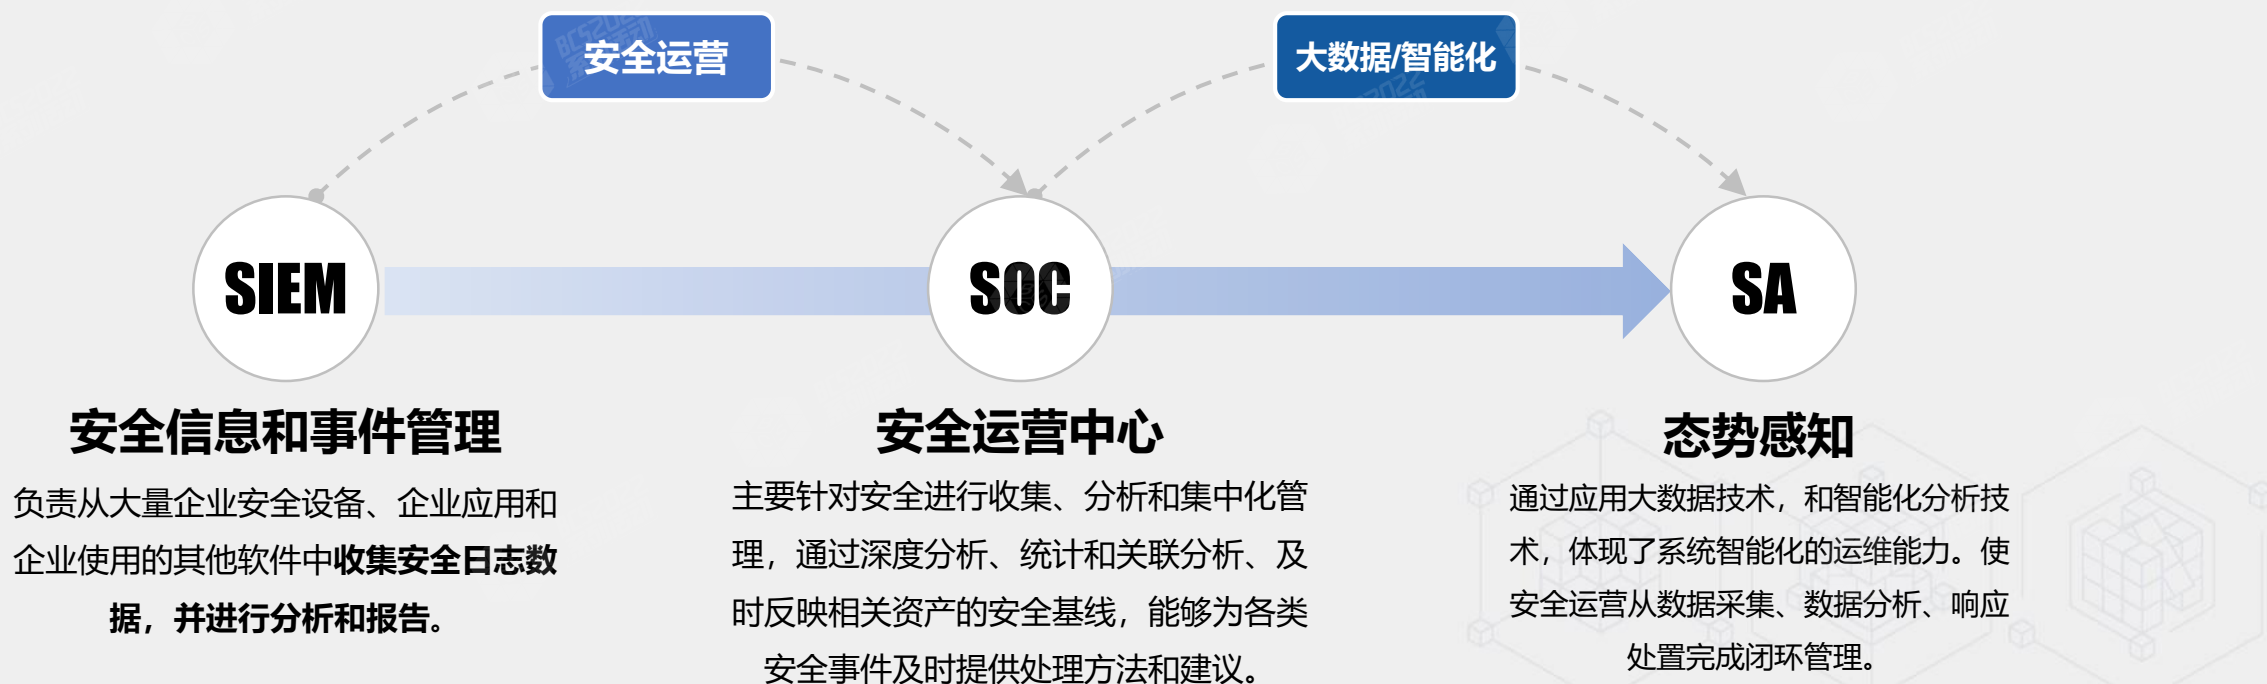 安全运营
大数据/智能化
SIEM
SOC
SA
安全信息和事件管理
负责从大量企业安全设备、企业应用和
企业使用的其他软件中收集安全日志数
据，并进行分析和报告。
安全运营中心
主要针对安全进行收集、分析和集中化管
理，通过深度分析、统计和关联分析、及
时反映相关资产的安全基线，能够为各类
安全事件及时提供处理方法和建议。
态势感知
通过应用大数据技术，和智能化分析技
术，体现了系统智能化的运维能力。使
安全运营从数据采集、数据分析、响应
处置完成闭环管理。